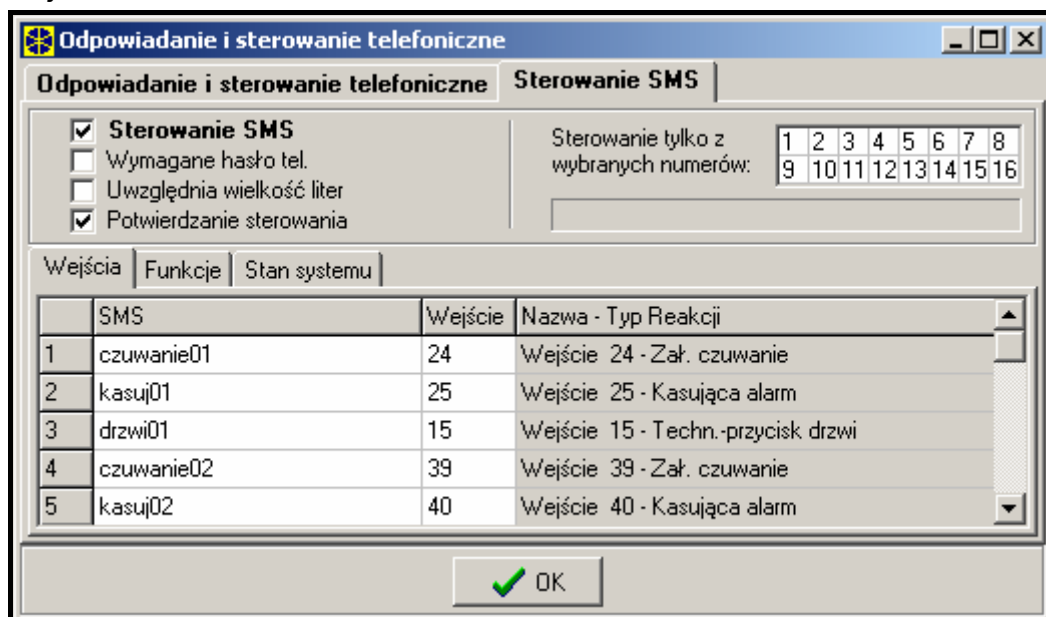 Odpowiadanie i sterowanie telefoniczne
Odpowiadanie i sterowanie telefoniczne Sterowanie SMS
Sterowanie SMS
Wymagane hasło tel.
Uwzględnia wielkość liter
Potwierdzanie sterowania
Sterowanie tylko z
wybranych numerów:
1 2 3 4 5 6 7 8
9 10 11 12 13 14 15 16
Wejścia Funkcje Stan systemu
SMS Wejście Nazwa - Typ Reakcji
1 czuwanie01 24 Wejście 24 - Zał. czuwanie
2 kasuj01 25 Wejście 25 - Kasująca alarm
3 drzwi01 15 Wejście 15 - Techn.-przycisk drzwi
4 czuwanie02 39 Wejście 39 - Zał. czuwanie
5 kasuj02 40 Wejście 40 - Kasująca alarm
OK